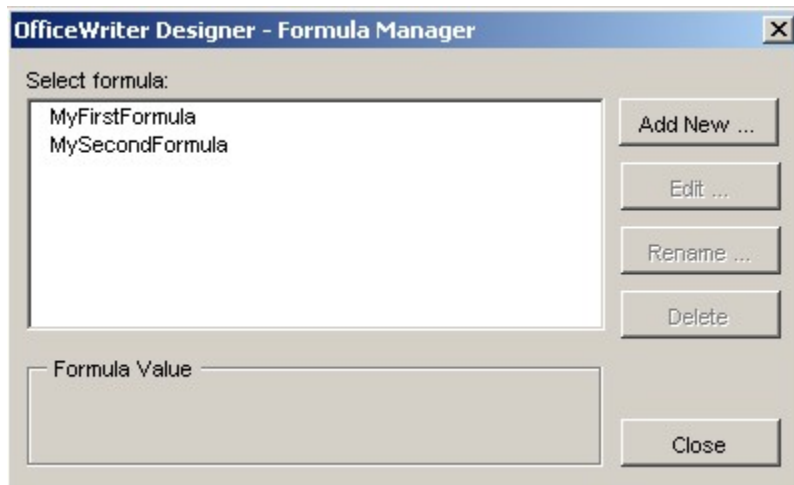 OfficeWriter Designer - Formula Manager
Select formula:
MyFirstFormula
MySecondFormula
Add New ...
Edit ...
Rename ...
Delete
Formula Value
Close